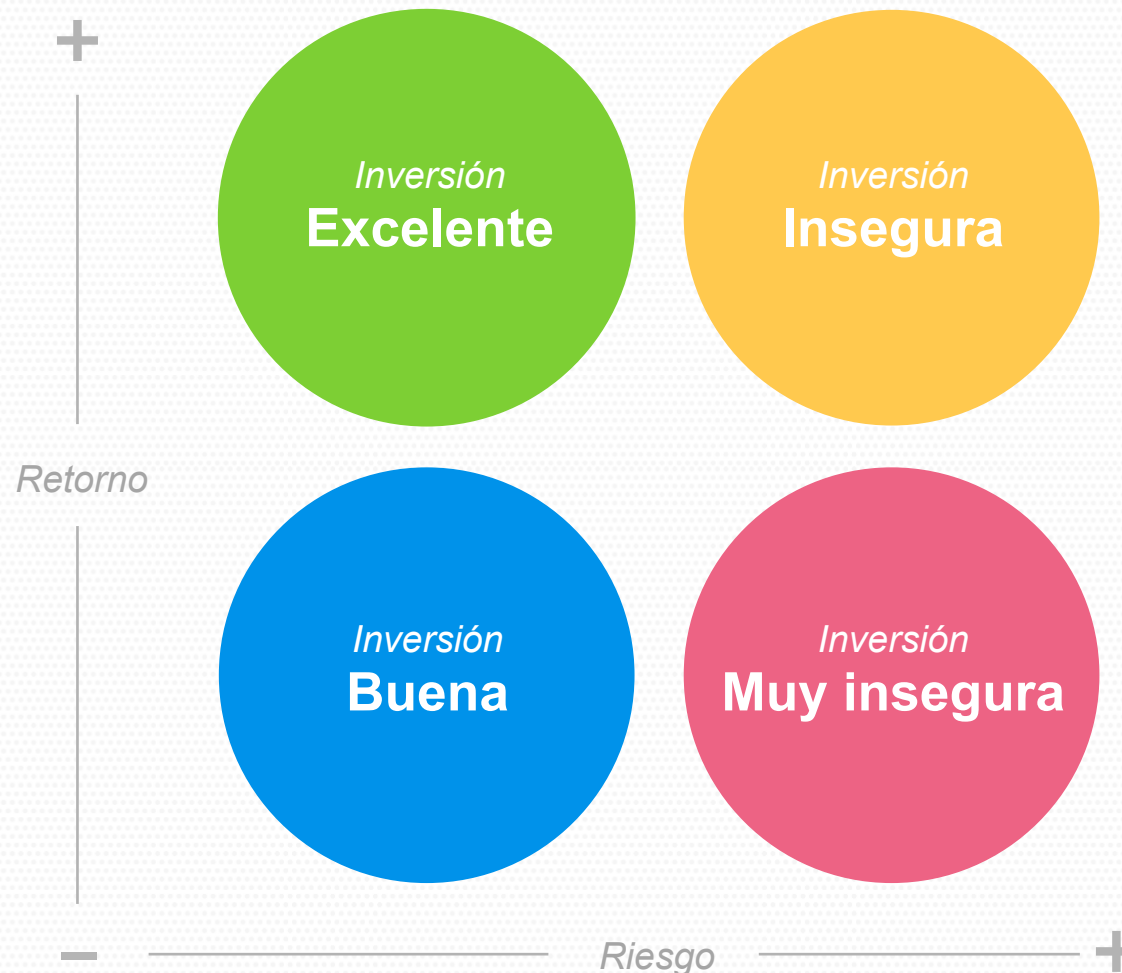 +
Inversión
Excelente
Inversión
Insegura
Retorno
Inversión
Buena
Inversión
Muy insegura
−
Riesgo
+